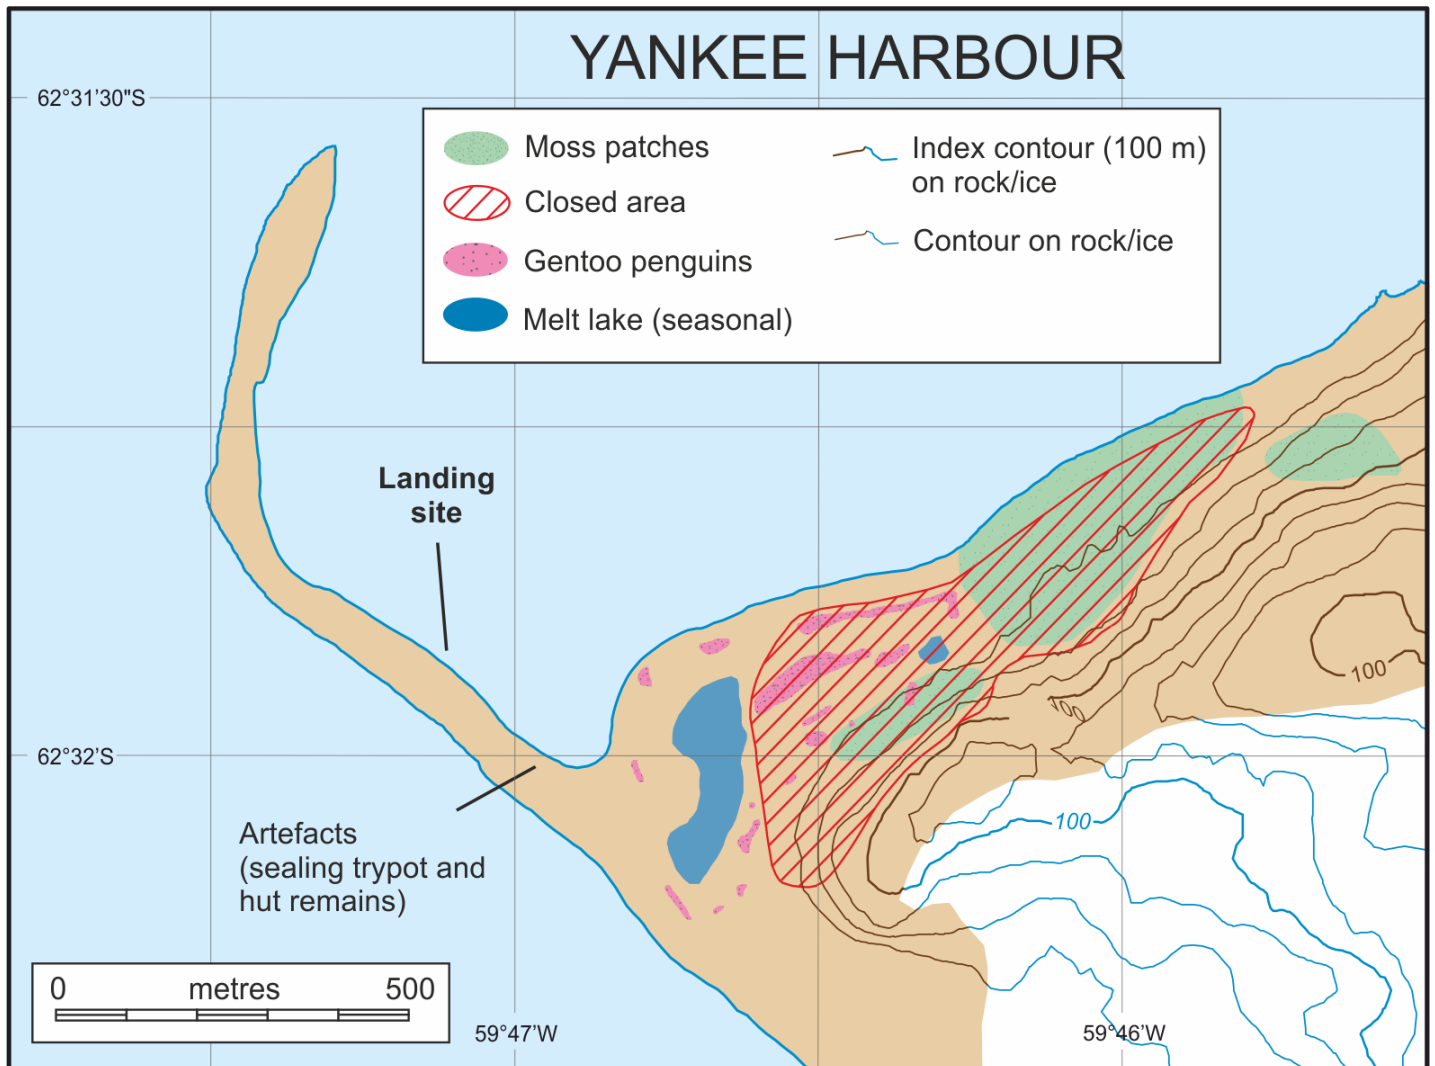 YANKEE HARBOUR
62°31'30"S
Moss patches
Closed area
Gentoo penguins
Melt lake (seasonal)
Index contour (100 m)
on rock/ice
Contour on rock/ice
Landing
site
100
100
62°32'S
100
Artefacts
(sealing trypot and
hut remains)
0 metres 500
59°47'W
59°46'W